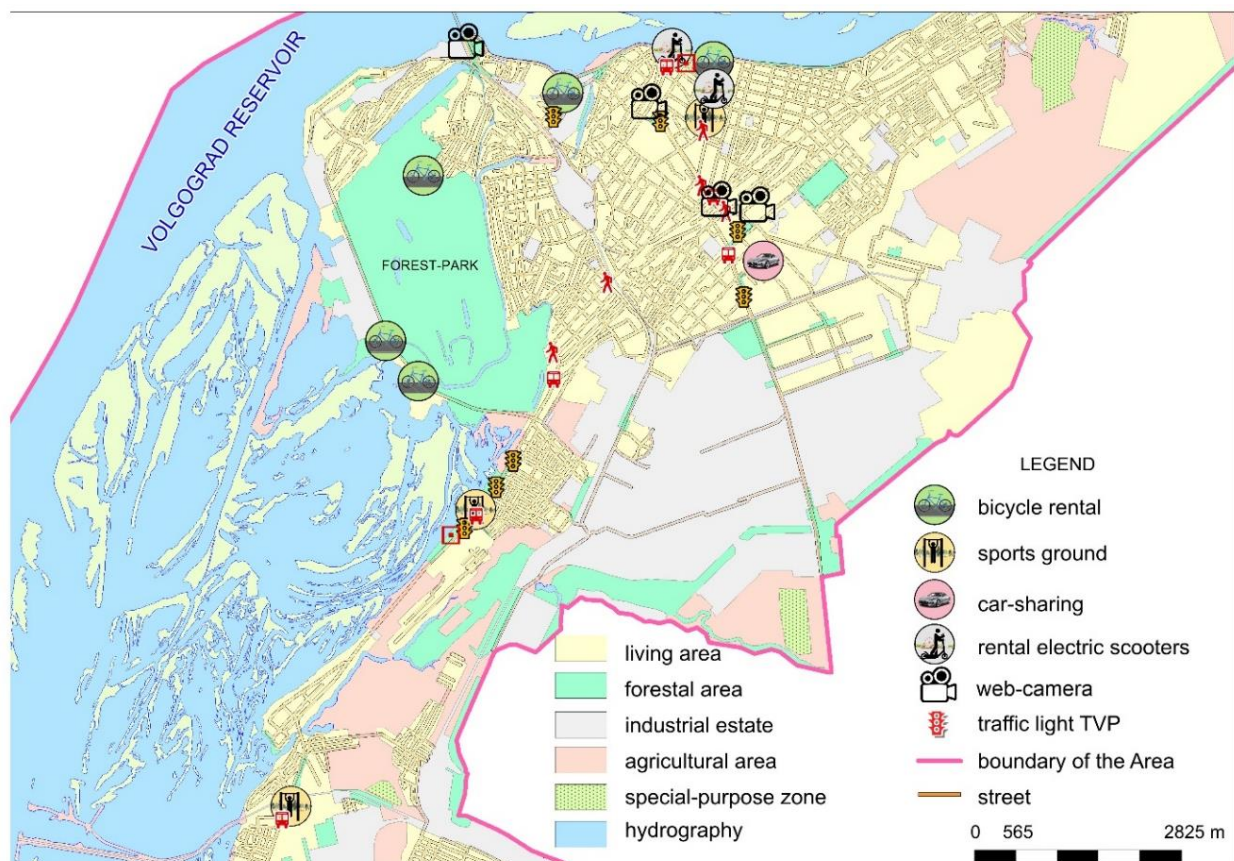 VOLGOGRAD RESERVOIR
FOREST-PARK
LEGEND
bicycle rental
sports ground
car-sharing
rental electric scooters
web-camera
traffic light TVP
boundary of the Area
street
0 565 2825 m
living area
forestal area
industrial estate
agricultural area
special-purpose zone
hydrography